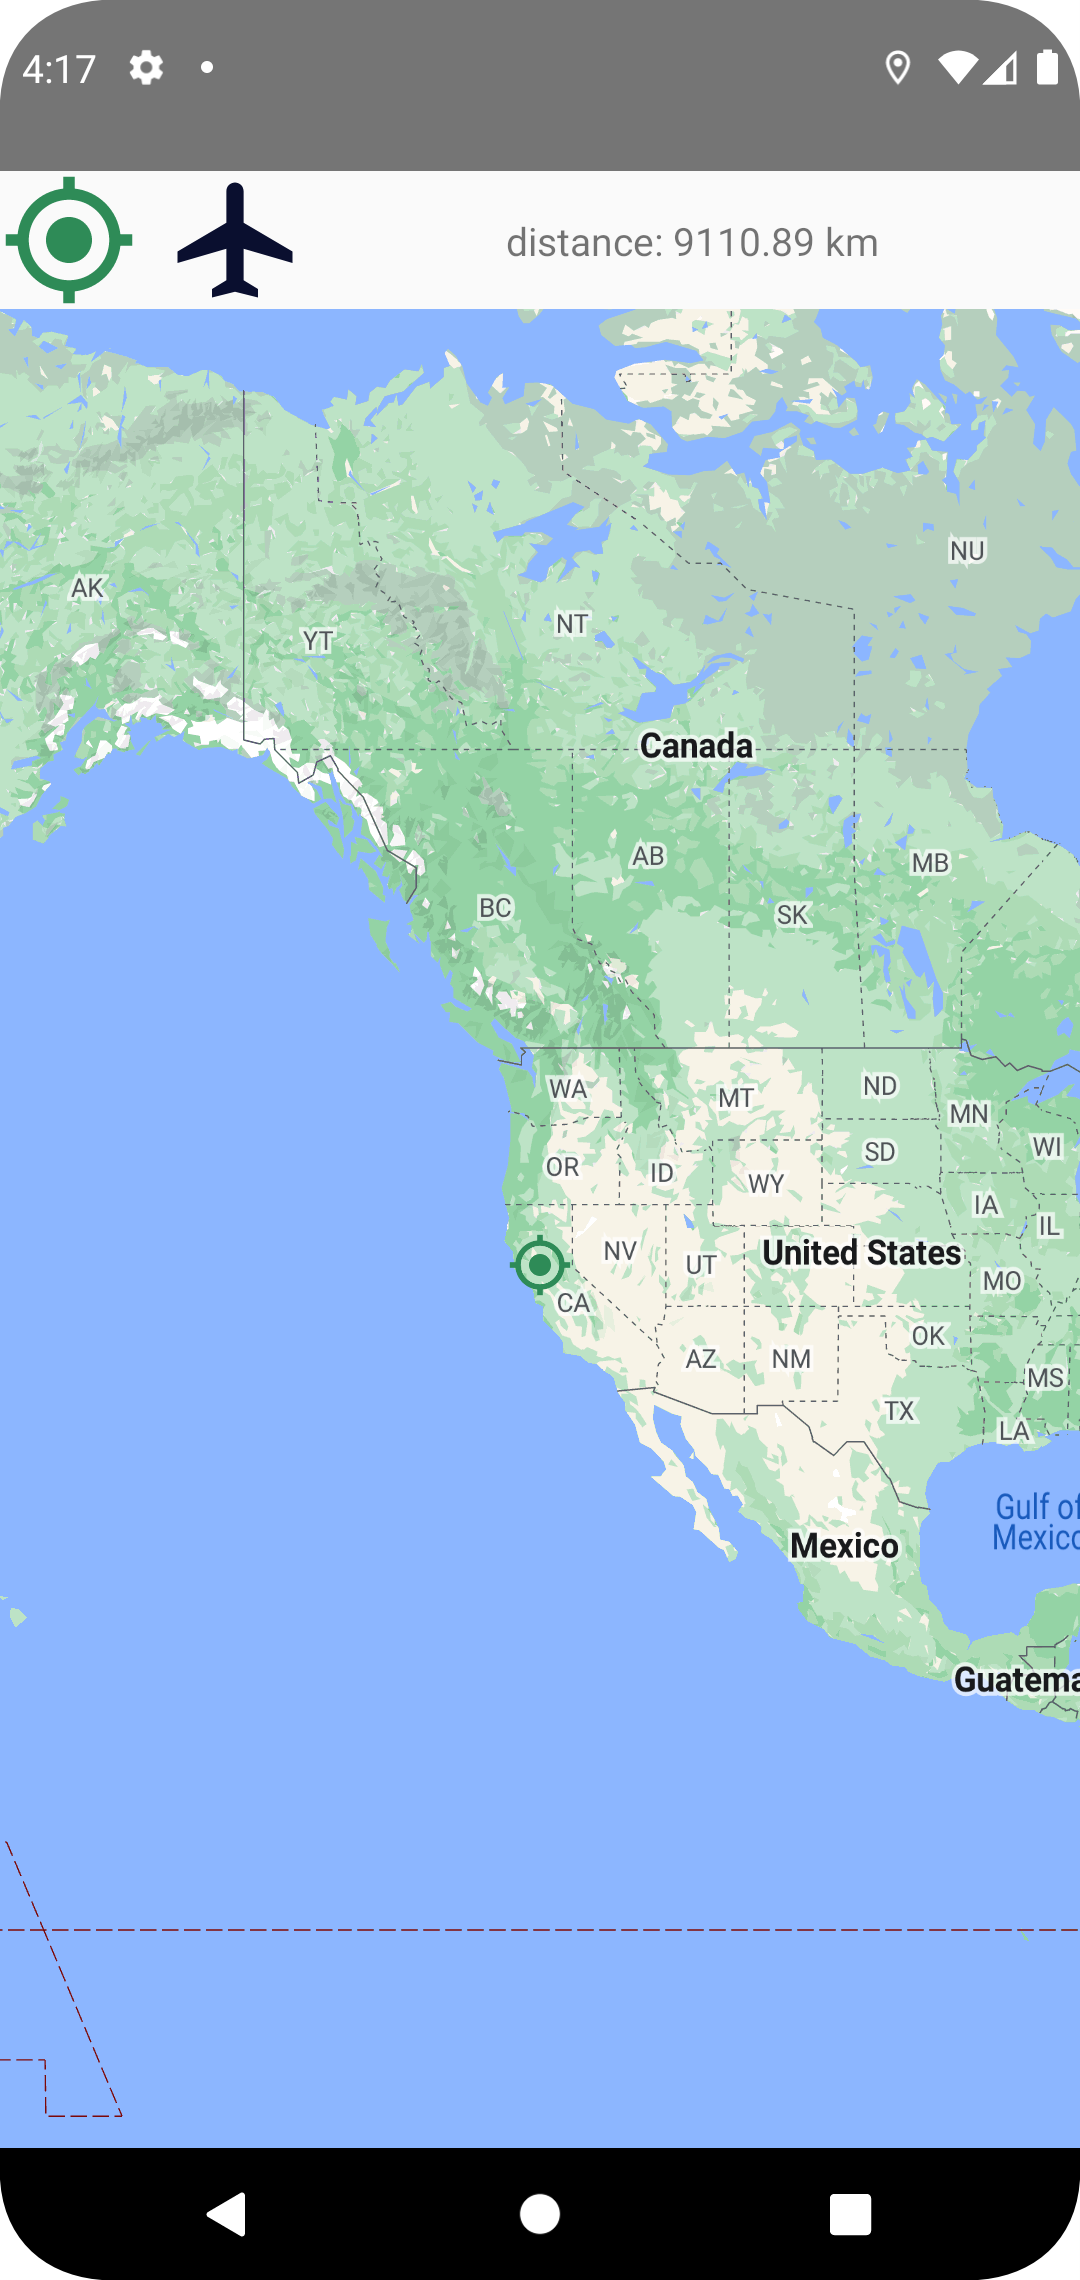 4:17
distance: 9110.89 km
NU
AK
NT
YT
Canada
AB
MB
BC
SK
WA
MT
ND
MN
WI
OR
ID
SD
WY
IA
IL
NV
UT
United States
MO
CA
OK
AZ
NM
MS
TX
LA
Gulf of
Mexico
Mexico
Guatema